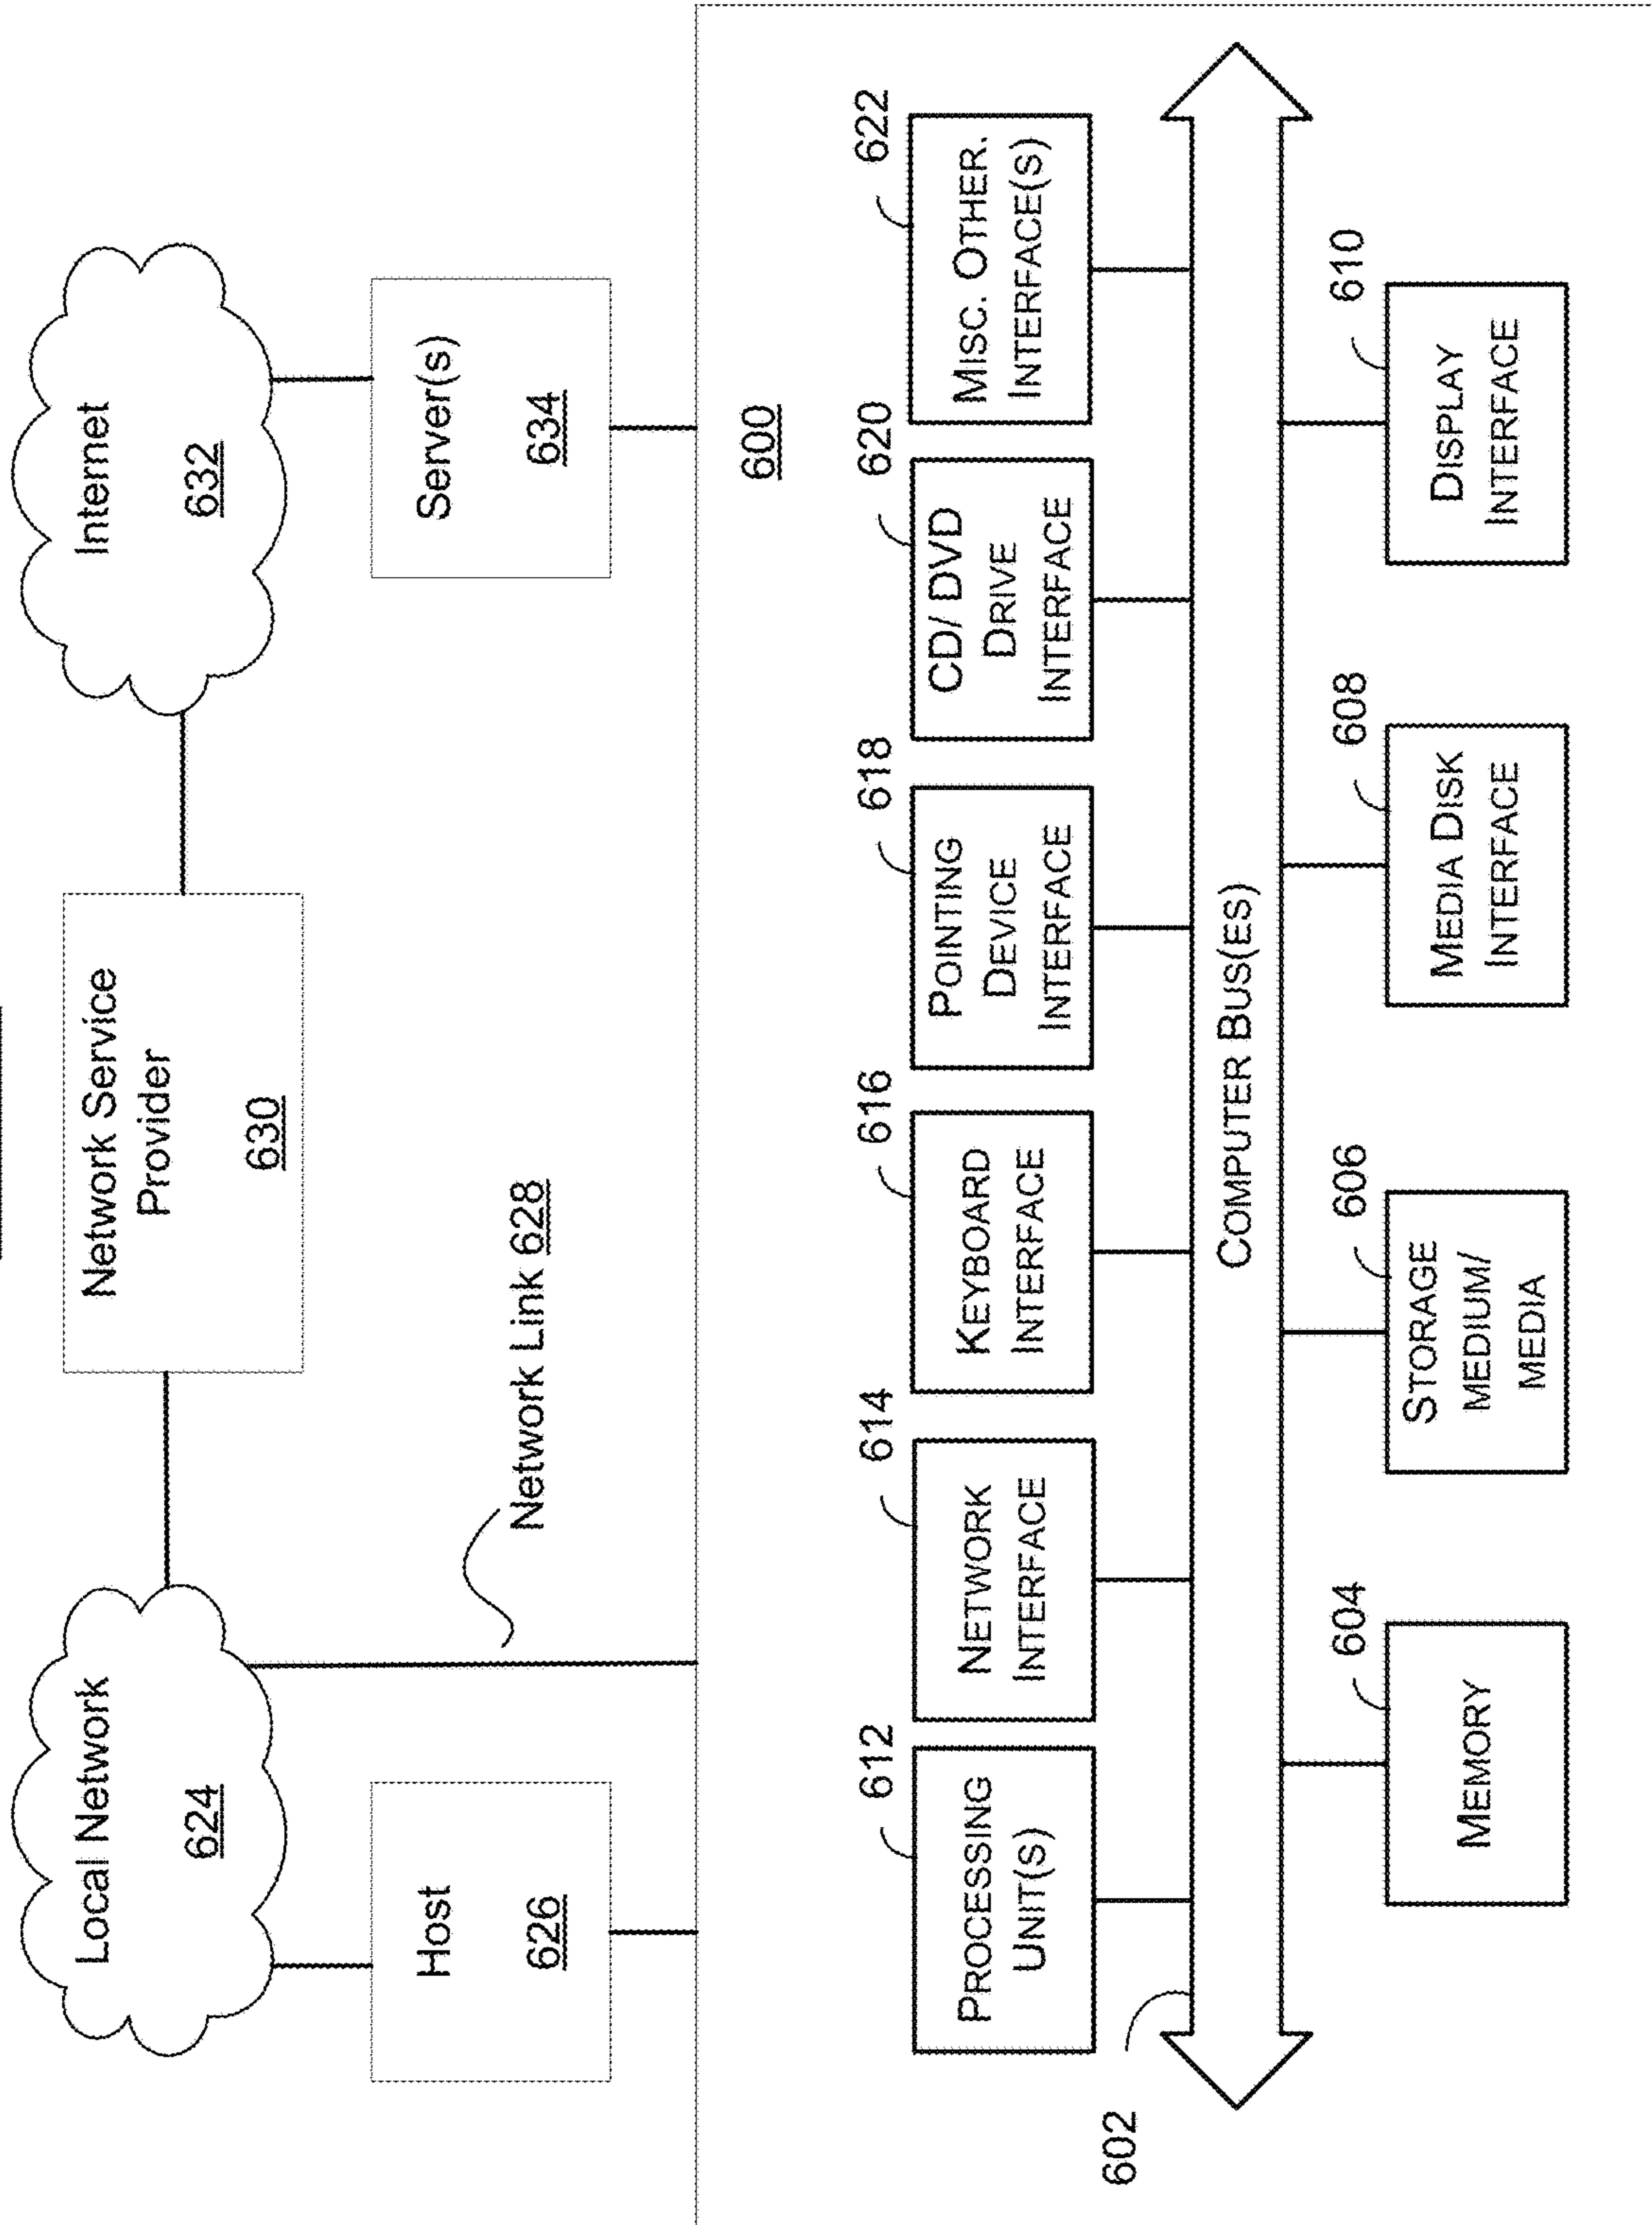 Local Network
624
Network Service
Provider
630
Internet
632
Host
626
Network Link 628
Server(s)
634
600
612
PROCESSING
UNIT(S)
614
NETWORK
INTERFACE
616
KEYBOARD
INTERFACE
618
POINTING
DEVICE
INTERFACE
620
CD/ DVD
DRIVE
INTERFACE
622
MISC. OTHER.
INTERFACE(S)
602
COMPUTER BUS(ES)
604
MEMORY
606
STORAGE
MEDIUM/
MEDIA
608
MEDIA DISK
INTERFACE
610
DISPLAY
INTERFACE